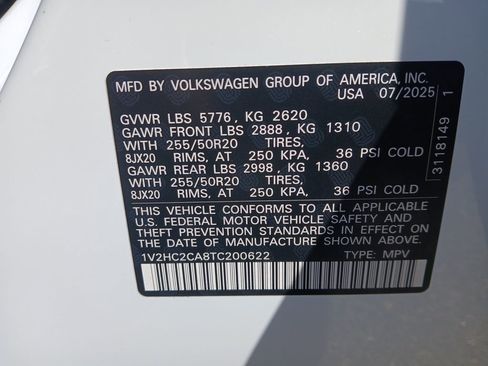 MFD BY VOLKSWAGEN GROUP OF AMERICA, INC.
USA 07/2025
GVWR LBS 5776, KG 2620
GAWR FRONT LBS 2888, KG 1310
WITH 255/50R20 TIRES,
8JX20 RIMS, AT 250 KPA, 36 PSI COLD
GAWR REAR LBS 2998, KG 1360
WITH 255/50R20 TIRES,
8JX20 RIMS, AT 250 KPA, 36 PSI COLD
THIS VEHICLE CONFORMS TO ALL APPLICABLE
U.S. FEDERAL MOTOR VEHICLE SAFETY AND
THEFT PREVENTION STANDARDS IN EFFECT ON
THE DATE OF MANUFACTURE SHOWN ABOVE.
1V2HC2CA8TC200622 TYPE: MPV
3118149 1